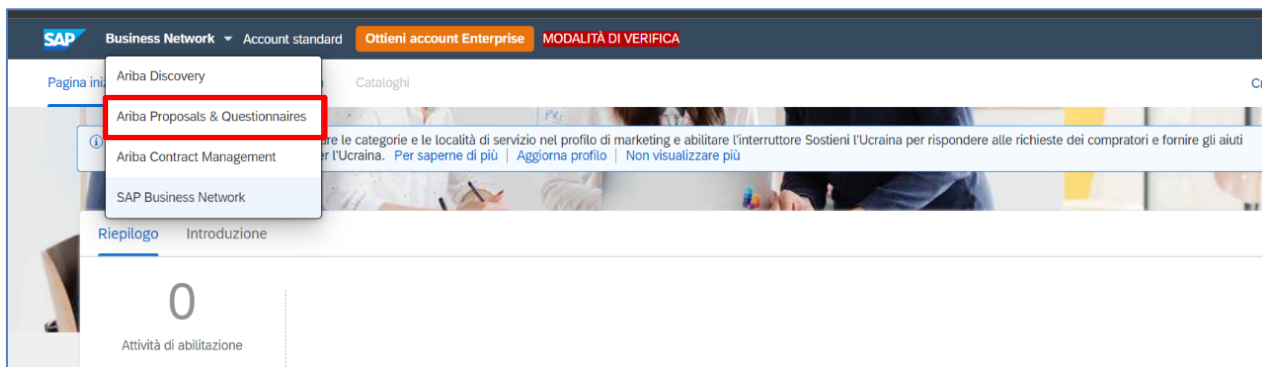 SAP Business Network Account standard Ottieni account Enterprise MODALITÀ DI VERIFICA
Pagina Cataloghi
Ariba Discovery
Ariba Proposals & Questionnaires
Ariba Contract Management
SAP Business Network
le categorie e le località di servizio nel profilo di marketing e abilitare l'interruttore Sostieni l'Ucraina per rispondere alle richieste dei compratori e fornire gli aiuti
l'Ucraina. Per saperne di più | Aggiorna profilo | Non visualizzare più
Riepilogo Introduzione
0
Attività di abilitazione